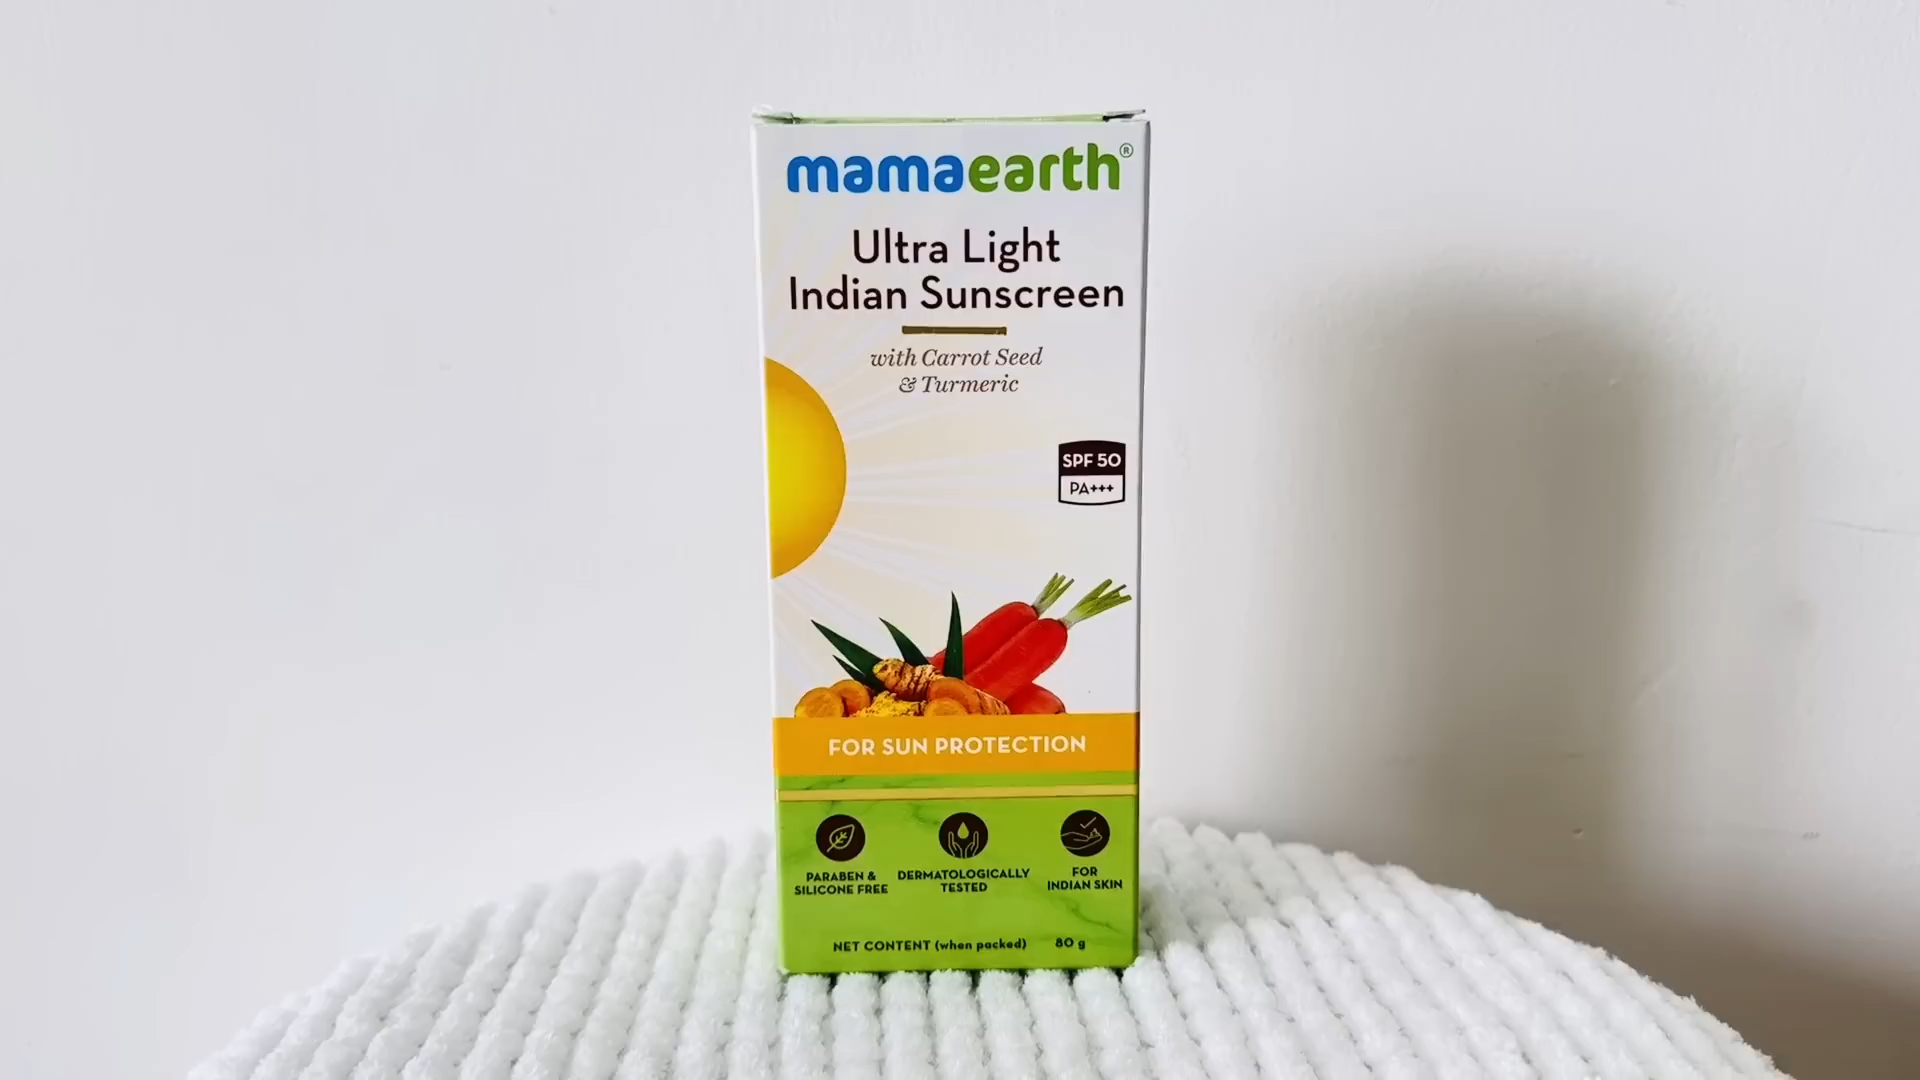 mamaearth®
Ultra Light
Indian Sunscreen
with Carrot Seed
& Turmeric
SPF 50
PA+++
FOR SUN PROTECTION
PARABEN &
SILICONE FREE
DERMATOLOGICALLY
TESTED
FOR
INDIAN SKIN
NET CONTENT (when packed) 80 g